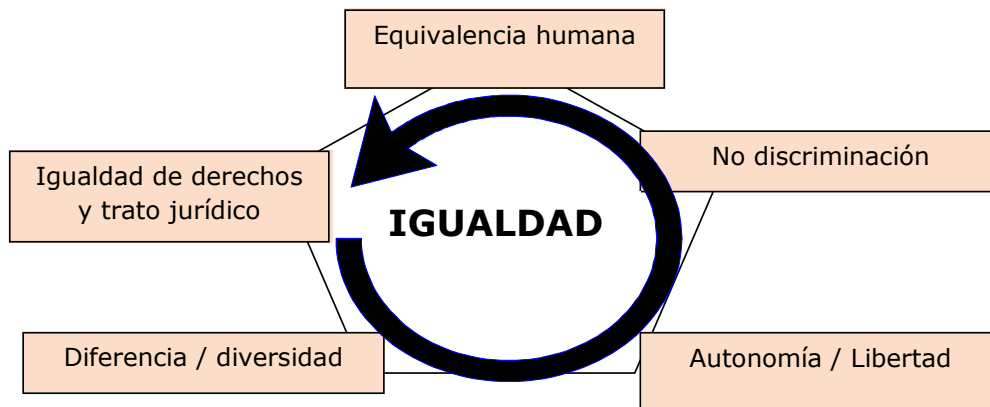 Equivalencia humana
No discriminación
Igualdad de derechos
y trato jurídico
IGUALDAD
Diferencia / diversidad
Autonomía / Libertad